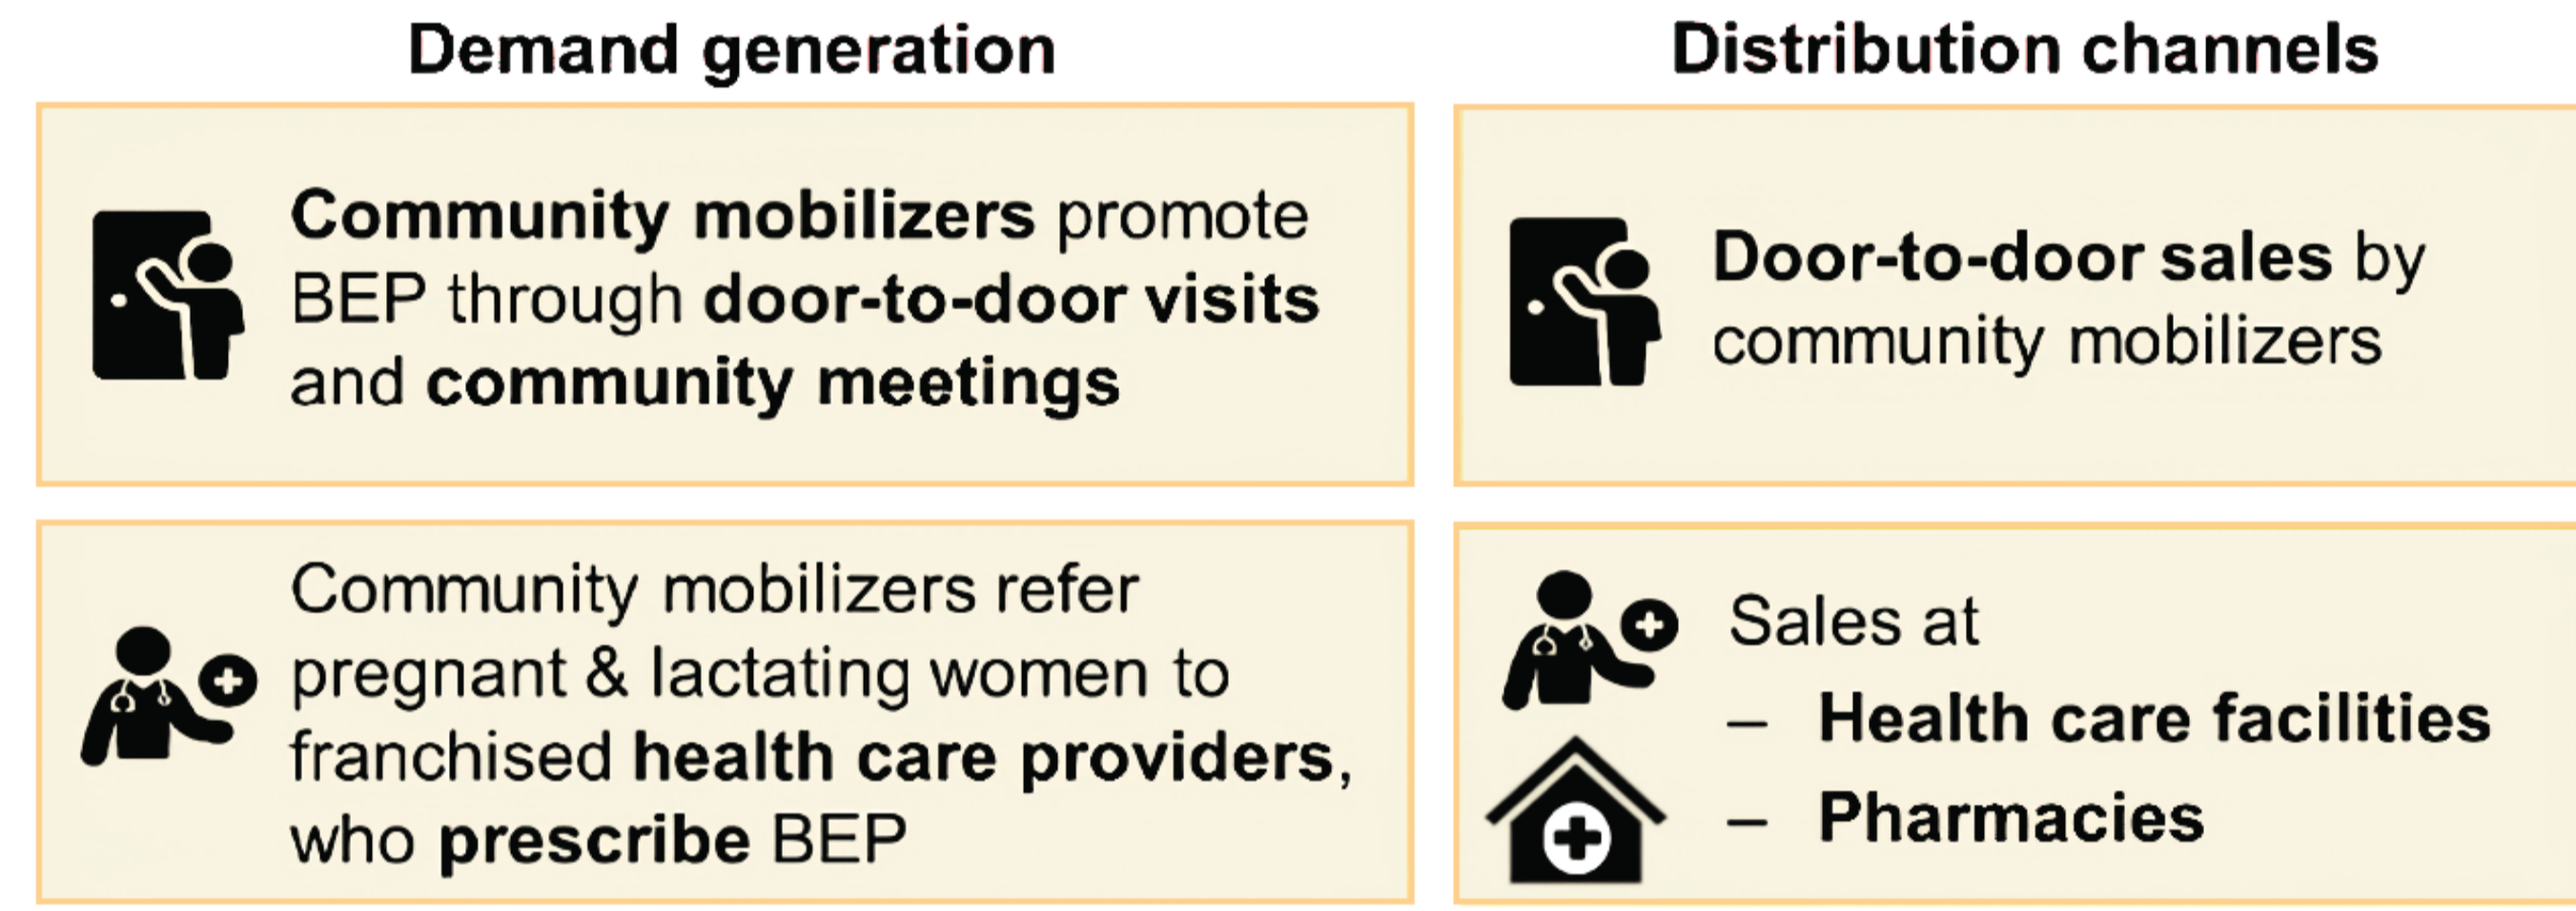 Demand generation
Distribution channels
Community mobilizers promote
BEP through door-to-door visits
and community meetings
Door-to-door sales by
community mobilizers
Community mobilizers refer
pregnant & lactating women to
franchised health care providers,
who prescribe BEP
Sales at
– Health care facilities
– Pharmacies